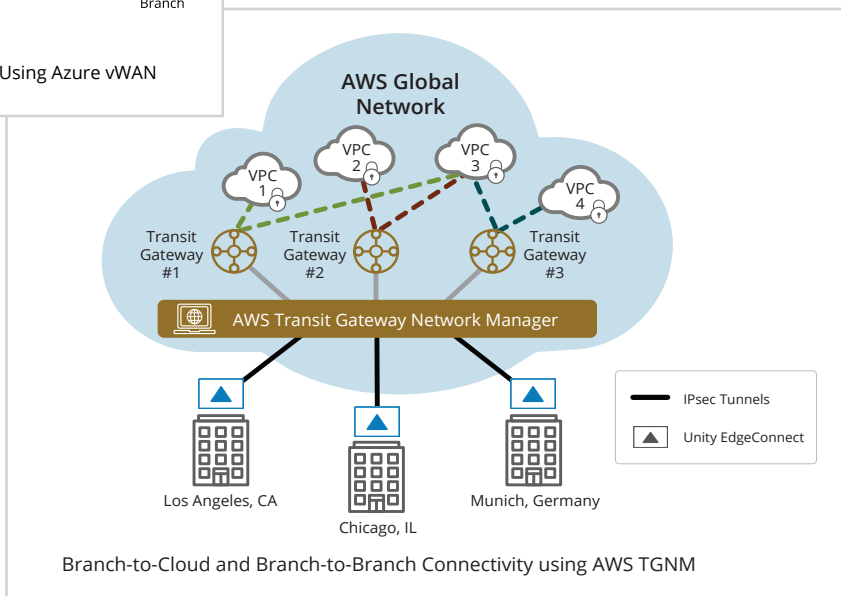 Branch
Using Azure vWAN
AWS Global
Network
VPC
1
VPC
2
VPC
3
VPC
4
Transit
Gateway
#1
Transit
Gateway
#2
Transit
Gateway
#3
AWS Transit Gateway Network Manager
IPsec Tunnels
Unity EdgeConnect
Los Angeles, CA
Chicago, IL
Munich, Germany
Branch-to-Cloud and Branch-to-Branch Connectivity using AWS TGNM